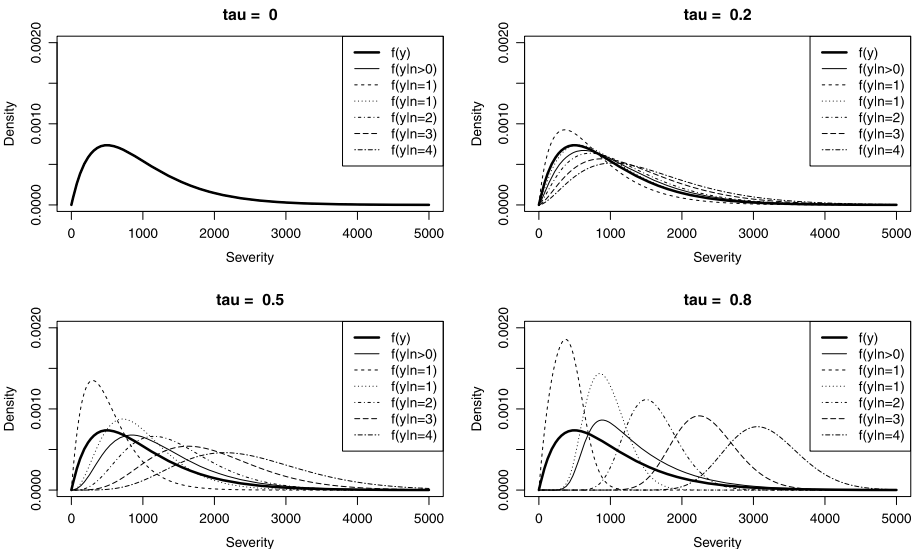 tau = 0
Density
0.0000 0.0010 0.0020
f(y)
f(y|n>0)
f(y|n=1)
f(y|n=1)
f(y|n=2)
f(y|n=3)
f(y|n=4)
0 1000 2000 3000 4000 5000
Severity
tau = 0.2
Density
0.0000 0.0010 0.0020
f(y)
f(y|n>0)
f(y|n=1)
f(y|n=1)
f(y|n=2)
f(y|n=3)
f(y|n=4)
0 1000 2000 3000 4000 5000
Severity
tau = 0.5
Density
0.0000 0.0010 0.0020
f(y)
f(y|n>0)
f(y|n=1)
f(y|n=1)
f(y|n=2)
f(y|n=3)
f(y|n=4)
0 1000 2000 3000 4000 5000
Severity
tau = 0.8
Density
0.0000 0.0010 0.0020
f(y)
f(y|n>0)
f(y|n=1)
f(y|n=1)
f(y|n=2)
f(y|n=3)
f(y|n=4)
0 1000 2000 3000 4000 5000
Severity